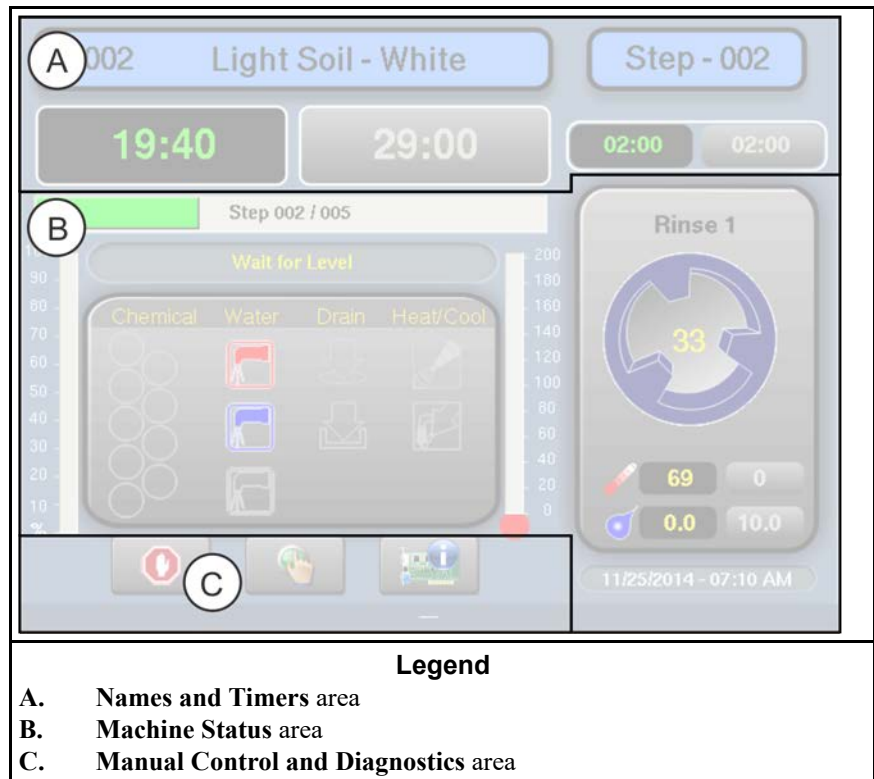 A
002 Light Soil - White
Step - 002
19:40
29:00
02:00
02:00
B
Step 002 / 005
Wait for Level
90
80
70
60
50
40
30
20
10
%
Chemical Water Drain Heat/Cool
200
180
160
140
120
100
80
60
40
20
0
Rinse 1
33
69
0
0.0
10.0
11/25/2014 - 07:10 AM
C
Legend
A. Names and Timers area
B. Machine Status area
C. Manual Control and Diagnostics area